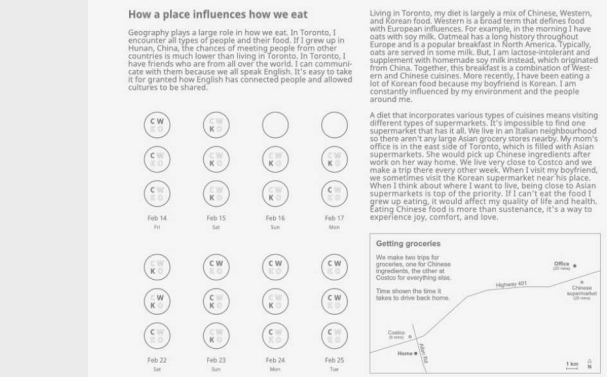 How a place influences how we eat
Geography plays a large role in how we eat. In Toronto, I
encounter all types of people and their food. If I grew up in
Hunan, China, the chances of meeting people from other
countries is much lower than living in Toronto. In Toronto, I
have friends who are from all over the world. I can communi-
cate with them because we all speak English. It's easy to take
it for granted how English has connected people and allowed
cultures to be shared.
C W C W
K O K O
C W C W C W C W
K O K O K O K O
C W C W C W C W
K O K O K O K O
Feb 14 Feb 15 Feb 16 Feb 17
Fri Sat Sun Mon
C W C W C W C W
K O K O K O K O
C W C W C W C W
K O K O K O K O
C W C W C W C W
K O K O K O K O
Feb 22 Feb 23 Feb 24 Feb 25
Sat Sun Mon Tue
Living in Toronto, my diet is largely a mix of Chinese, Western,
and Korean food. Western is a broad term that defines food
with European influences. For example, in the morning I have
oats with soy milk. Oatmeal has a long history throughout
Europe and is a popular breakfast in North America. Typically,
oats are served in some milk. But, I am lactose-intolerant and
supplement with homemade soy milk instead, which originated
from China. Together, this breakfast is a combination of West-
ern and Chinese cuisines. More recently, I have been eating a
lot of Korean food because my boyfriend is Korean. I am
constantly influenced by my environment and the people
around me.
A diet that incorporates various types of cuisines means visiting
different types of supermarkets. It's impossible to find one
supermarket that has it all. We live in an Italian neighbourhood
so there aren't any large Asian grocery stores nearby. My mom's
office is in the east side of Toronto, which is filled with Asian
supermarkets. She would pick up Chinese ingredients after
work on her way home. We live very close to Costco and we
make a trip there every other week. When I visit my boyfriend,
we sometimes visit the Korean supermarket near his place.
When I think about where I want to live, being close to Asian
supermarkets is top of the priority. If I can't eat the food I
grew up eating, it would affect my quality of life and health.
Eating Chinese food is more than sustenance, it's a way to
experience joy, comfort, and love.
Getting groceries
We make two trips for
groceries, one for Chinese
ingredients, the other at
Costco for everything else.
Time shown the time it
takes to drive back home.
Office
Highway 401
Chinese
supermarket
Costco
Home
Allen Rd
1 km
N